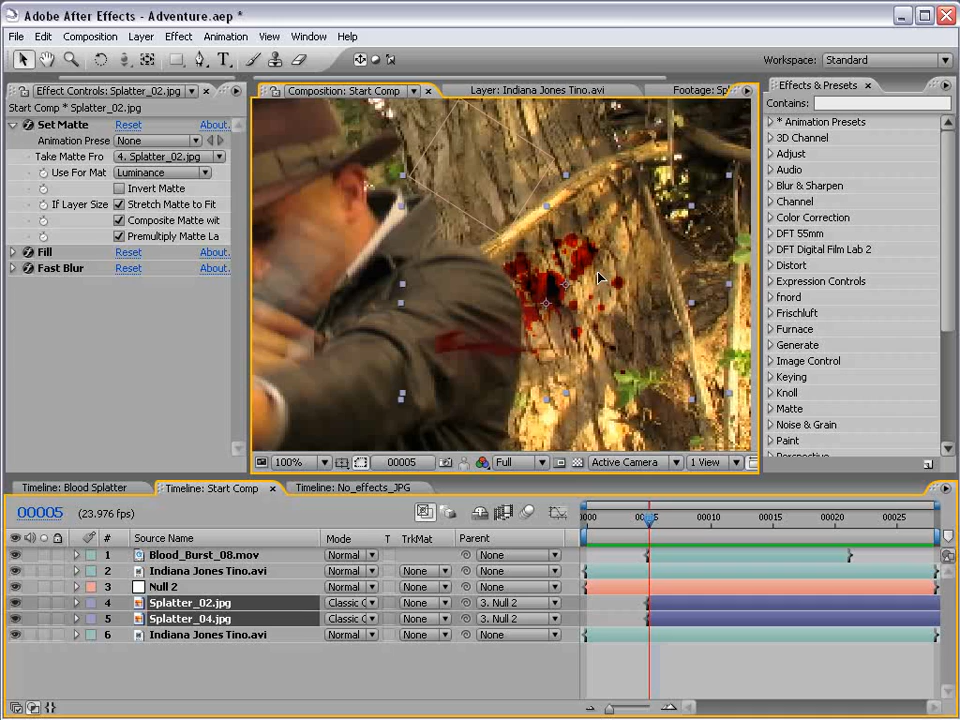 Adobe After Effects - Adventure.aep *
File Edit Composition Layer Effect Animation View Window Help
Workspace: Standard
Effect Controls: Splatter_02.jpg
Composition: Start Comp
Layer: Indiana Jones Tino.avi
Footage: Sp
Effects & Presets
Start Comp * Splatter_02.jpg
Contains:
Set Matte Reset About.
Animation Prese None
Take Matte Fro 4. Splatter_02.jpg
Use For Mat Luminance
Invert Matte
If Layer Size Stretch Matte to Fit
Composite Matte wit
Premultiply Matte La
Fill Reset About.
Fast Blur Reset About.
* Animation Presets
3D Channel
Adjust
Audio
Blur & Sharpen
Channel
Color Correction
DFT 55mm
DFT Digital Film Lab 2
Distort
Expression Controls
fnord
Frischluft
Furnace
Generate
Image Control
Keying
Knoll
Matte
Noise & Grain
Paint
Perspective
100% 00005 Full Active Camera 1 View
Timeline: Blood Splatter Timeline: Start Comp Timeline: No_effects_JPG
00005 (23.976 fps)
0000 00005 00010 00015 00020 00025
# Source Name Mode T TrkMat Parent
1 Blood_Burst_08.mov Normal None
2 Indiana Jones Tino.avi Normal None None
3 Null 2 Normal None None
4 Splatter_02.jpg Classic C None 3. Null 2
5 Splatter_04.jpg Classic C None 3. Null 2
6 Indiana Jones Tino.avi Normal None None